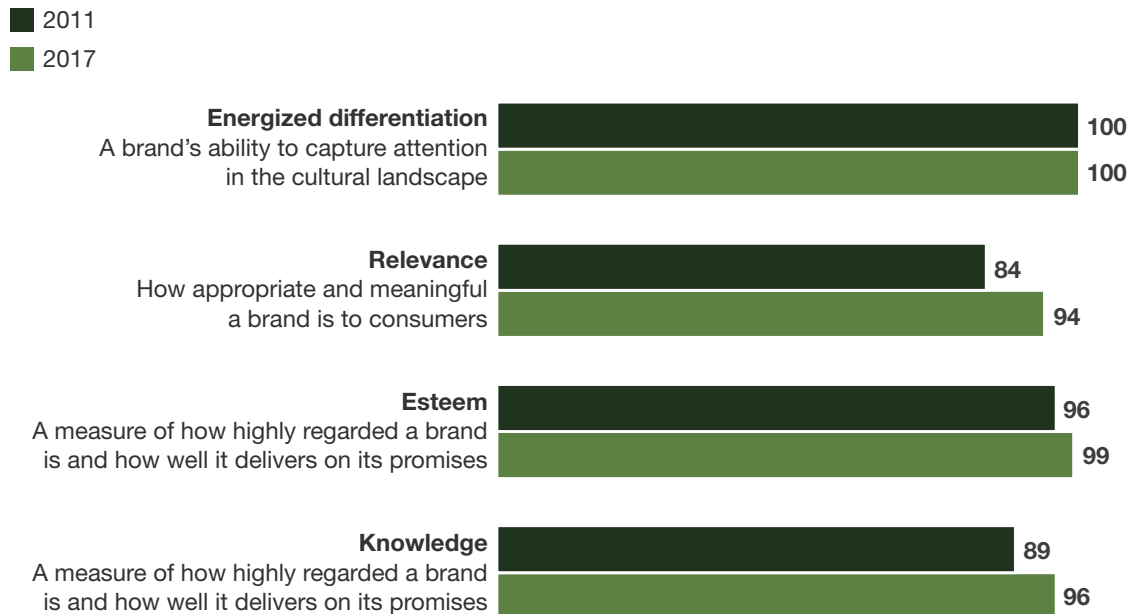 2011
2017
Energized differentiation
A brand’s ability to capture attention
in the cultural landscape
100
100
Relevance
How appropriate and meaningful
a brand is to consumers
84
94
Esteem
A measure of how highly regarded a brand
is and how well it delivers on its promises
96
99
Knowledge
A measure of how highly regarded a brand
is and how well it delivers on its promises
89
96